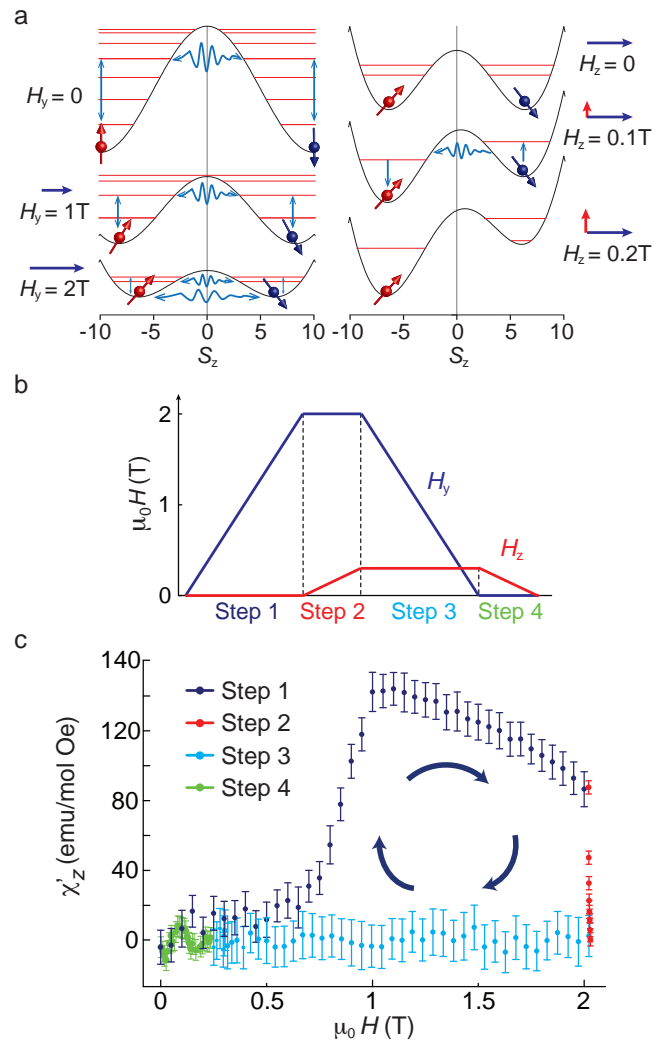 a
H_y = 0
H_y = 1T
H_y = 2T
-10 -5 0 5 10
S_z
H_z = 0
H_z = 0.1T
H_z = 0.2T
-10 -5 0 5 10
S_z
b
μ₀H (T)
2
1
0
H_y
H_z
Step 1 Step 2 Step 3 Step 4
c
χ'_z (emu/mol Oe)
140
120
80
40
0
Step 1
Step 2
Step 3
Step 4
0 0.5 1 1.5 2
μ₀ H (T)